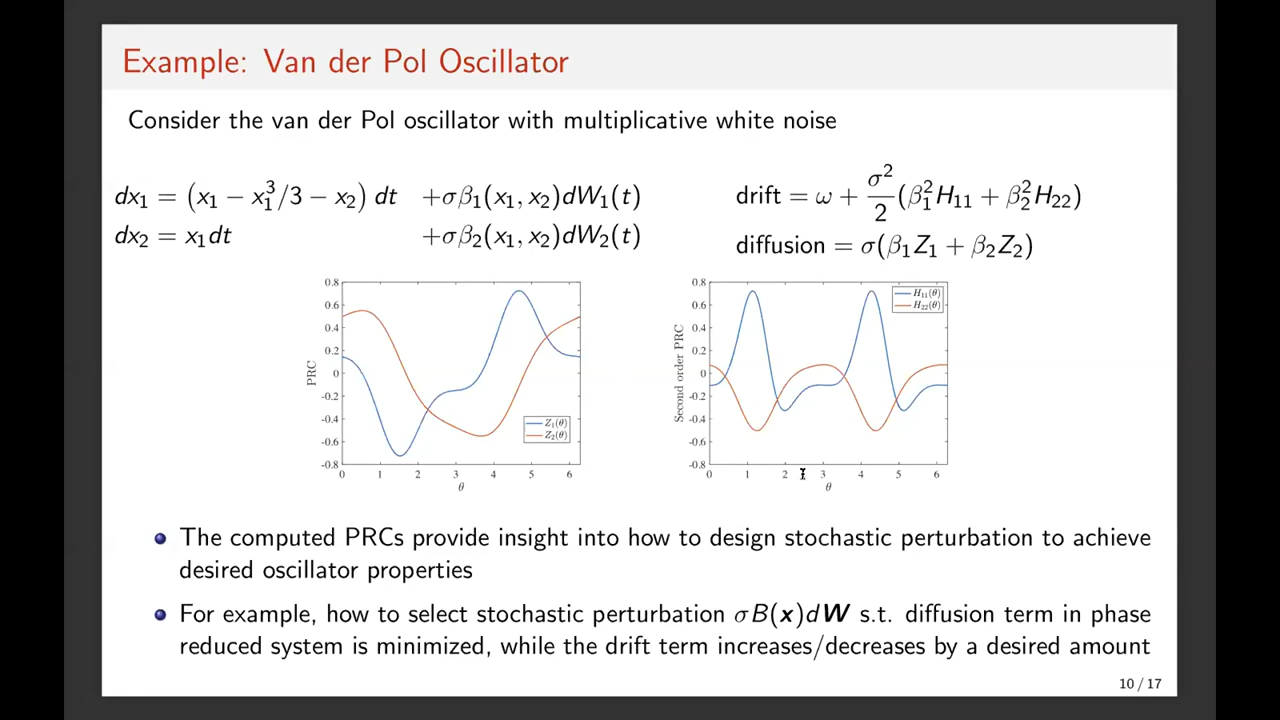 Example: Van der Pol Oscillator
Consider the van der Pol oscillator with multiplicative white noise
dx₁ = (x₁ − x₁³/3 − x₂) dt +σβ₁(x₁, x₂)dW₁(t)
dx₂ = x₁dt +σβ₂(x₁, x₂)dW₂(t)
drift = ω + σ²/2 (β₁²H₁₁ + β₂²H₂₂)
diffusion = σ(β₁Z₁ + β₂Z₂)
0.8
0.6
0.4
0.2
0
-0.2
-0.4
-0.6
-0.8
PRC
Z₁(θ)
Z₂(θ)
0 1 2 3 4 5 6
θ
0.8
0.6
0.4
0.2
0
-0.2
-0.4
-0.6
-0.8
Second order PRC
H₁₁(θ)
H₂₂(θ)
0 1 2 3 4 5 6
θ
The computed PRCs provide insight into how to design stochastic perturbation to achieve
desired oscillator properties
For example, how to select stochastic perturbation σB(x)dW s.t. diffusion term in phase
reduced system is minimized, while the drift term increases/decreases by a desired amount
10 / 17